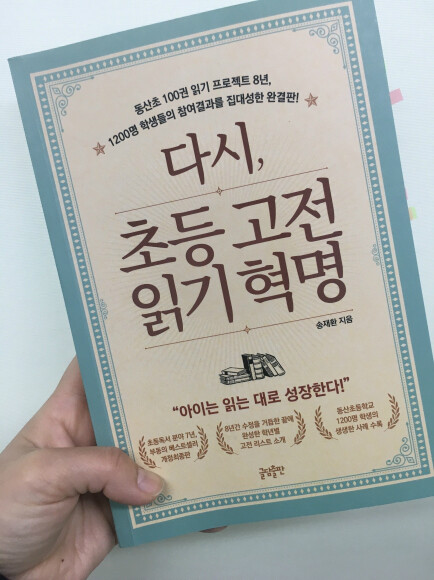 동산초 100권 읽기 프로젝트 8년,
1200명 학생들의 참여결과를 집대성한 완결판!
다시,
초등 고전
읽기 혁명
송재환 지음
“아이는 읽는 대로 성장한다!”
초등독서 분야 7년,
부동의 베스트셀러
개정최종판
8년간 수정을 거듭한 끝에
완성한 학년별
고전 리스트 소개
동산초등학교
1200명 학생의
생생한 사례 수록
글담출판